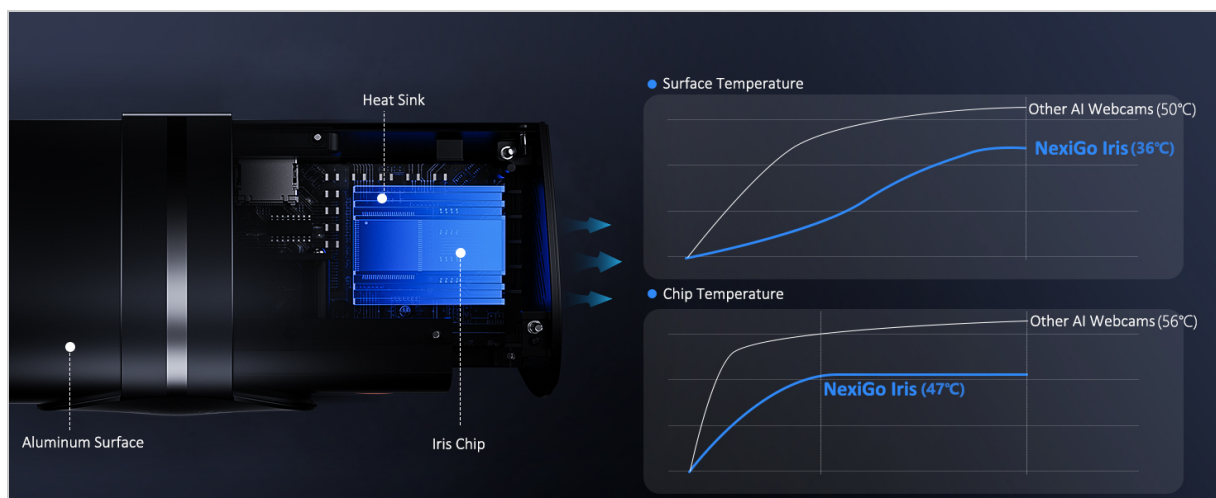 Heat Sink
Aluminum Surface
Iris Chip
Surface Temperature
Other AI Webcams (50℃)
NexiGo Iris (36℃)
Chip Temperature
Other AI Webcams (56℃)
NexiGo Iris (47℃)